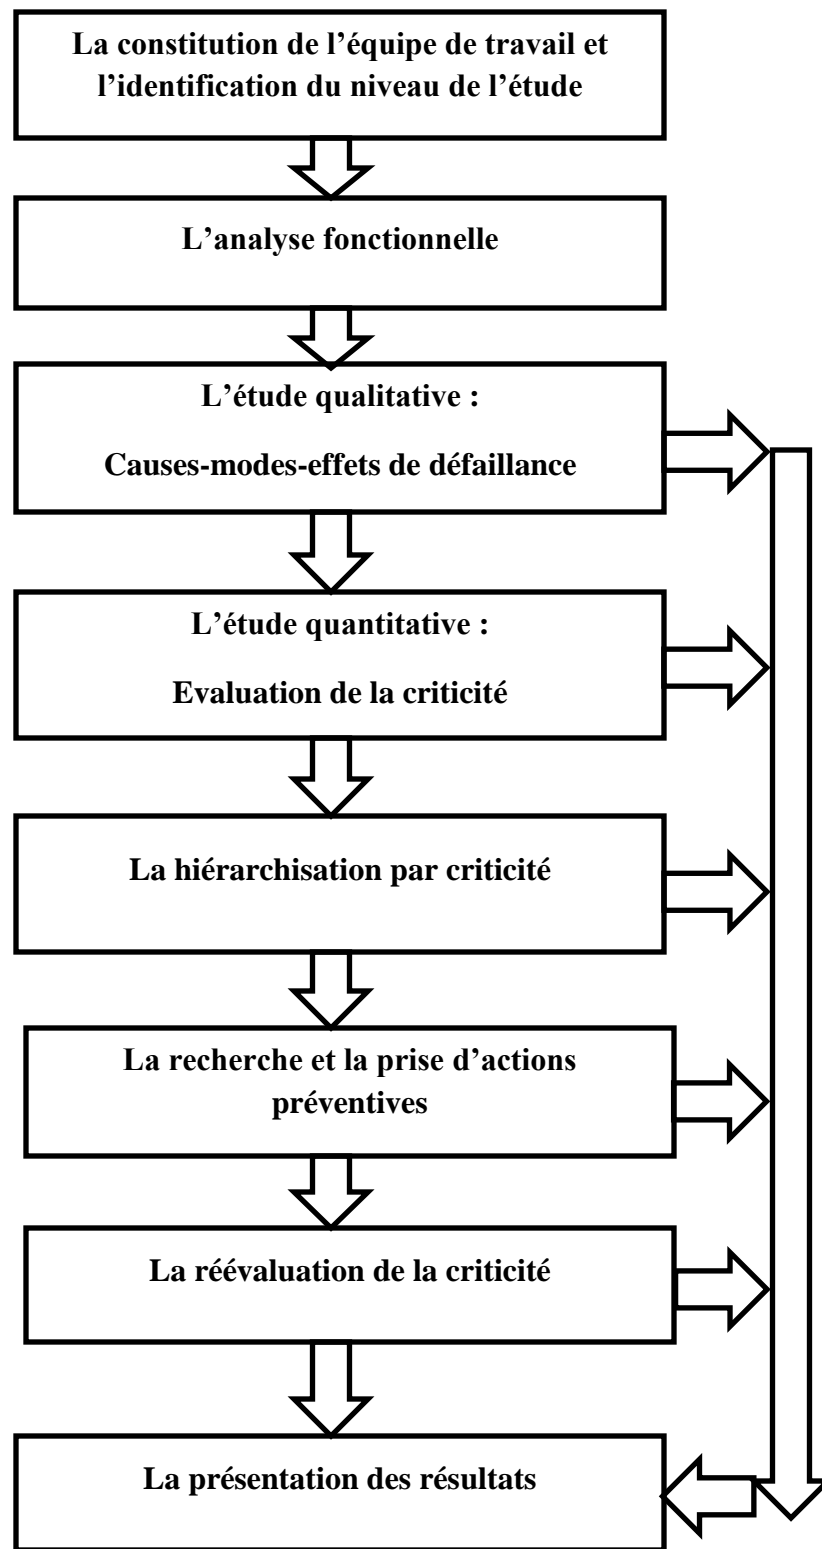 La constitution de l’équipe de travail et
l’identification du niveau de l’étude
L’analyse fonctionnelle
L’étude qualitative :
Causes-modes-effets de défaillance
L’étude quantitative :
Evaluation de la criticité
La hiérarchisation par criticité
La recherche et la prise d’actions
préventives
La réévaluation de la criticité
La présentation des résultats